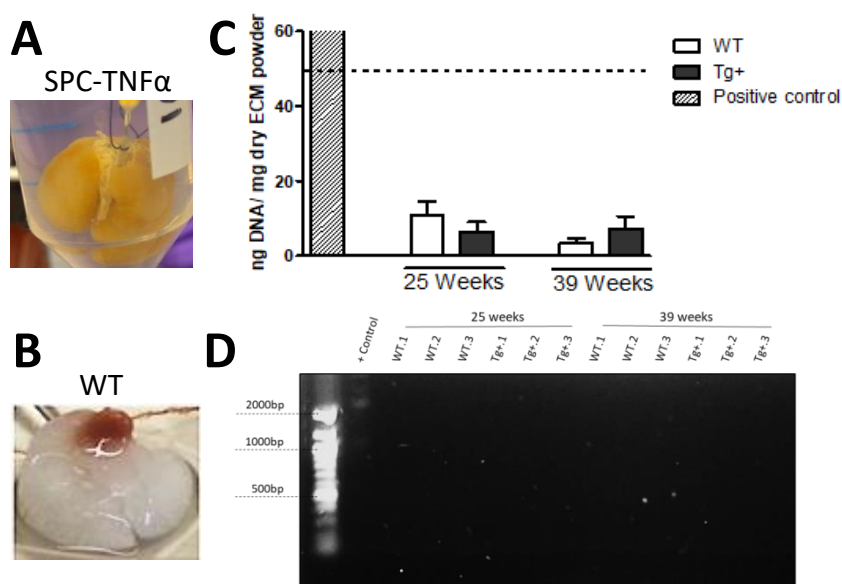 A
SPC-TNFα
C
ng DNA/ mg dry ECM powder
60
40
20
0
25 Weeks
39 Weeks
WT
Tg+
Positive control
B
WT
D
25 weeks
39 weeks
+ Control
WT.1
WT.2
WT.3
Tg+.1
Tg+.2
Tg+.3
WT.1
WT.2
WT.3
Tg+.1
Tg+.2
Tg+.3
2000bp
1000bp
500bp